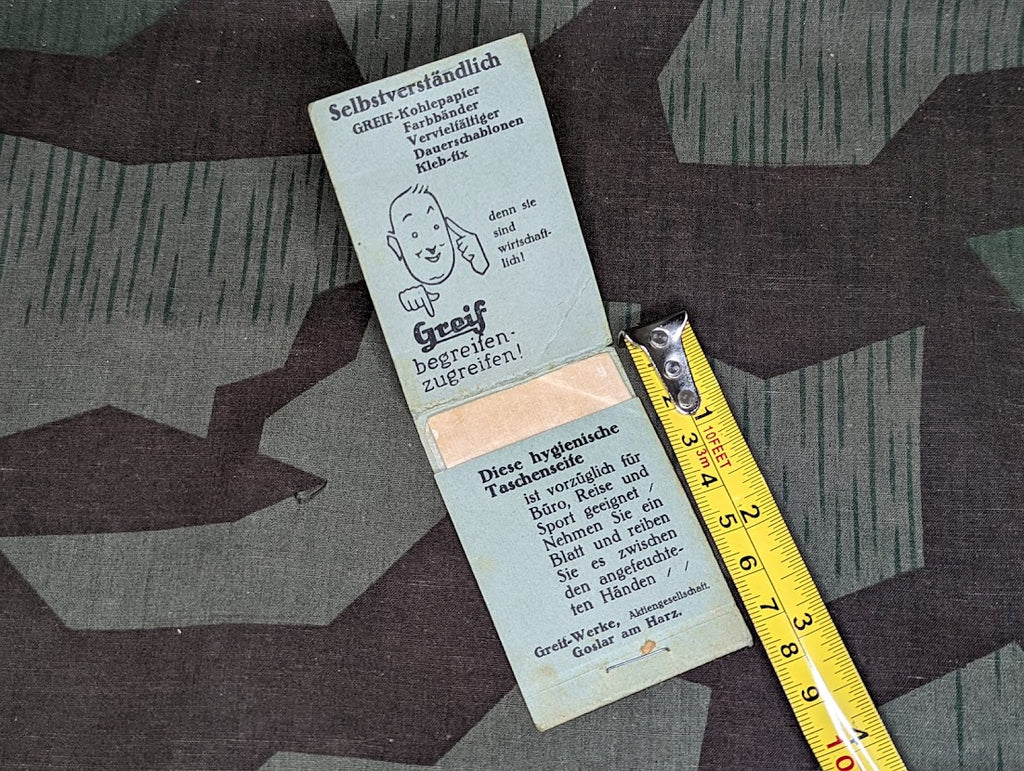 Selbstverständlich
GREIF-Kohlepapier
Farbbänder
Vervielfältiger
Dauerschablonen
Kleb-fix
denn sie
sind
wirtschaft-
lich!
Greif
begreifen-
zugreifen!
Diese hygienische
Taschenseife
ist vorzüglich für
Büro, Reise und
Sport geeignet /
Nehmen Sie ein
Blatt und reiben
Sie es zwischen
den angefeuchte-
ten Händen / /
Greif-Werke, Aktiengesellschaft,
Goslar am Harz.
1
10FEET
3m
2
3
4
2
3
4
5
6
7
8
9
10